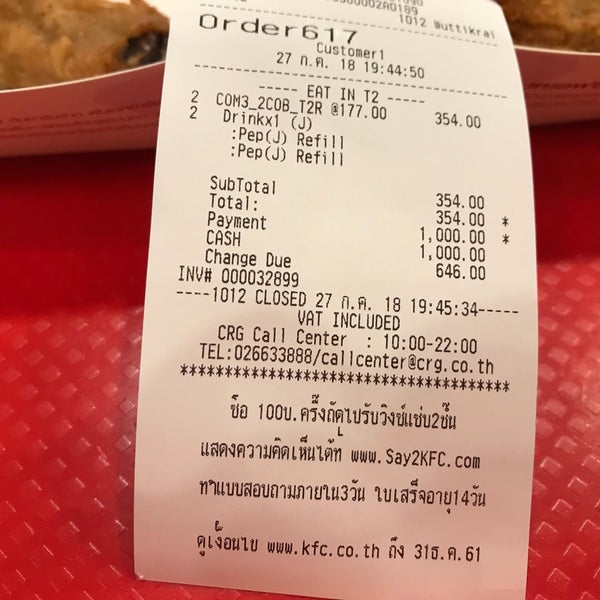 1012 Wuttikrai
Order617
Customer1
27 ก.ค. 18 19:44:50
----- EAT IN T2 -----
2 COM3_2COB_T2R @177.00 354.00
2 Drinkx1 (J)
:Pep(J) Refill
:Pep(J) Refill
SubTotal 354.00
Total: 354.00 *
Payment 1,000.00 *
CASH 1,000.00
Change Due 646.00
INV# 000032899
----1012 CLOSED 27 ก.ค. 18 19:45:34-----
VAT INCLUDED
CRG Call Center : 10:00-22:00
TEL:026633888/callcenter@crg.co.th
**************************************
ซื้อ 100บ.ครั้งถัดไปรับวิงซ์แซ่บ2ชิ้น
แสดงความคิดเห็นได้ที่ www.Say2KFC.com
ทำแบบสอบถามภายใน3วัน ใบเสร็จอายุ14วัน
ดูเงื่อนไข www.kfc.co.th ถึง 31ธ.ค.61